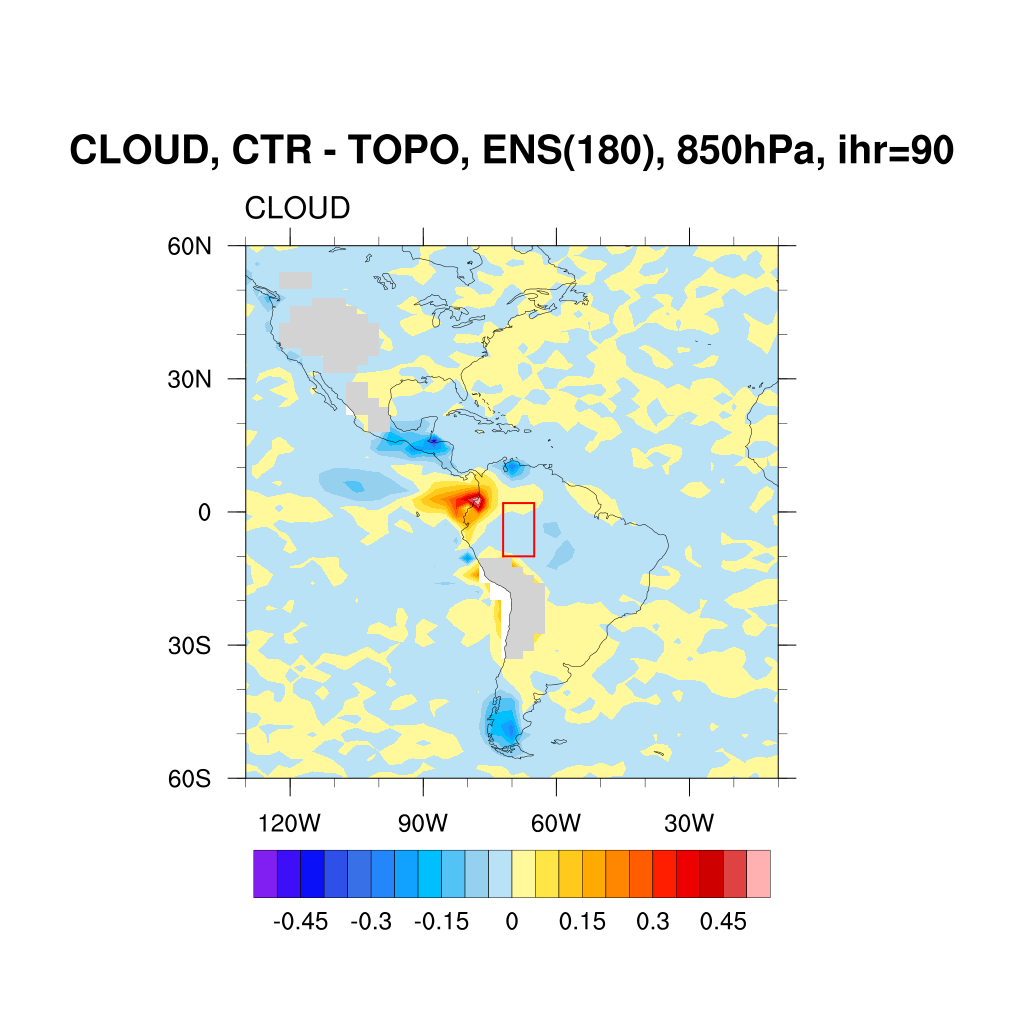 CLOUD, CTR - TOPO, ENS(180), 850hPa, ihr=90
CLOUD
60N
30N
0
30S
60S
120W 90W 60W 30W
-0.45 -0.3 -0.15 0 0.15 0.3 0.45